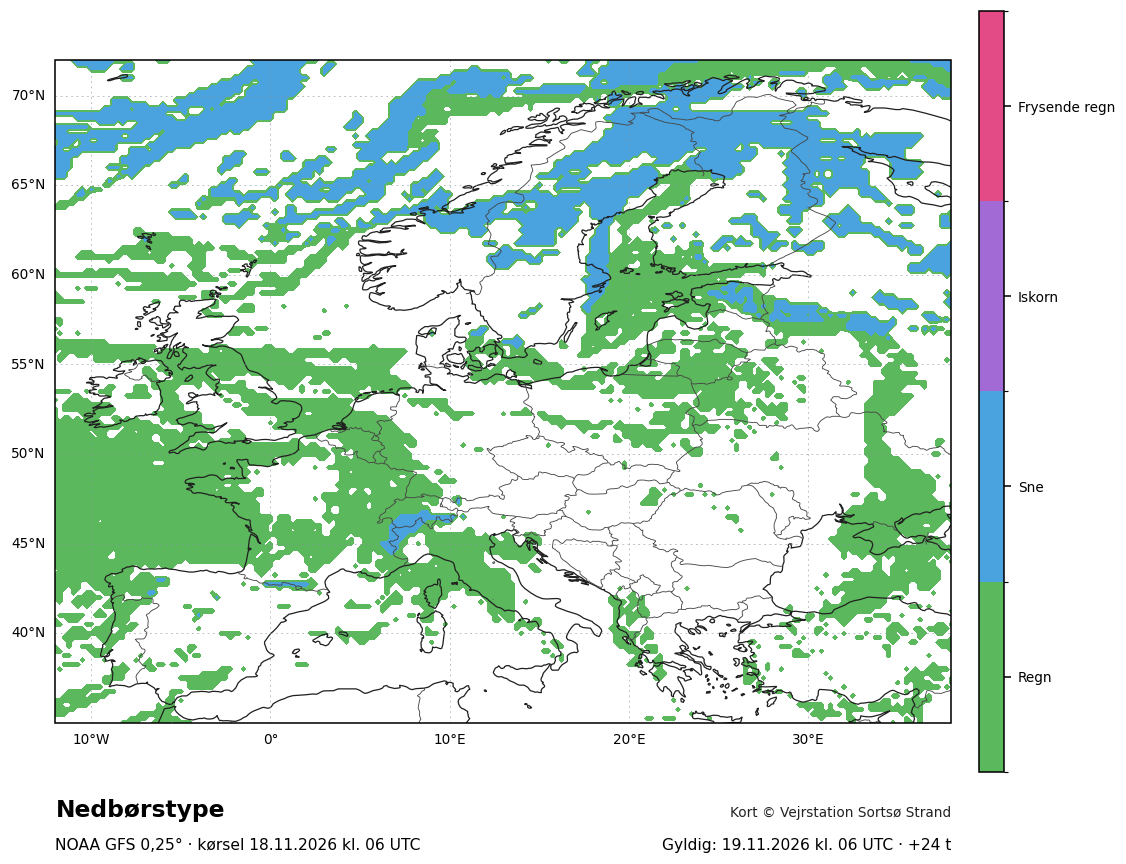 70°N
65°N
60°N
55°N
50°N
45°N
40°N
10°W
0°
10°E
20°E
30°E
Frysende regn
Iskorn
Sne
Regn
Nedbørstype
Kort © Vejrstation Sortsø Strand
NOAA GFS 0,25° · kørsel 18.11.2026 kl. 06 UTC
Gyldig: 19.11.2026 kl. 06 UTC · +24 t